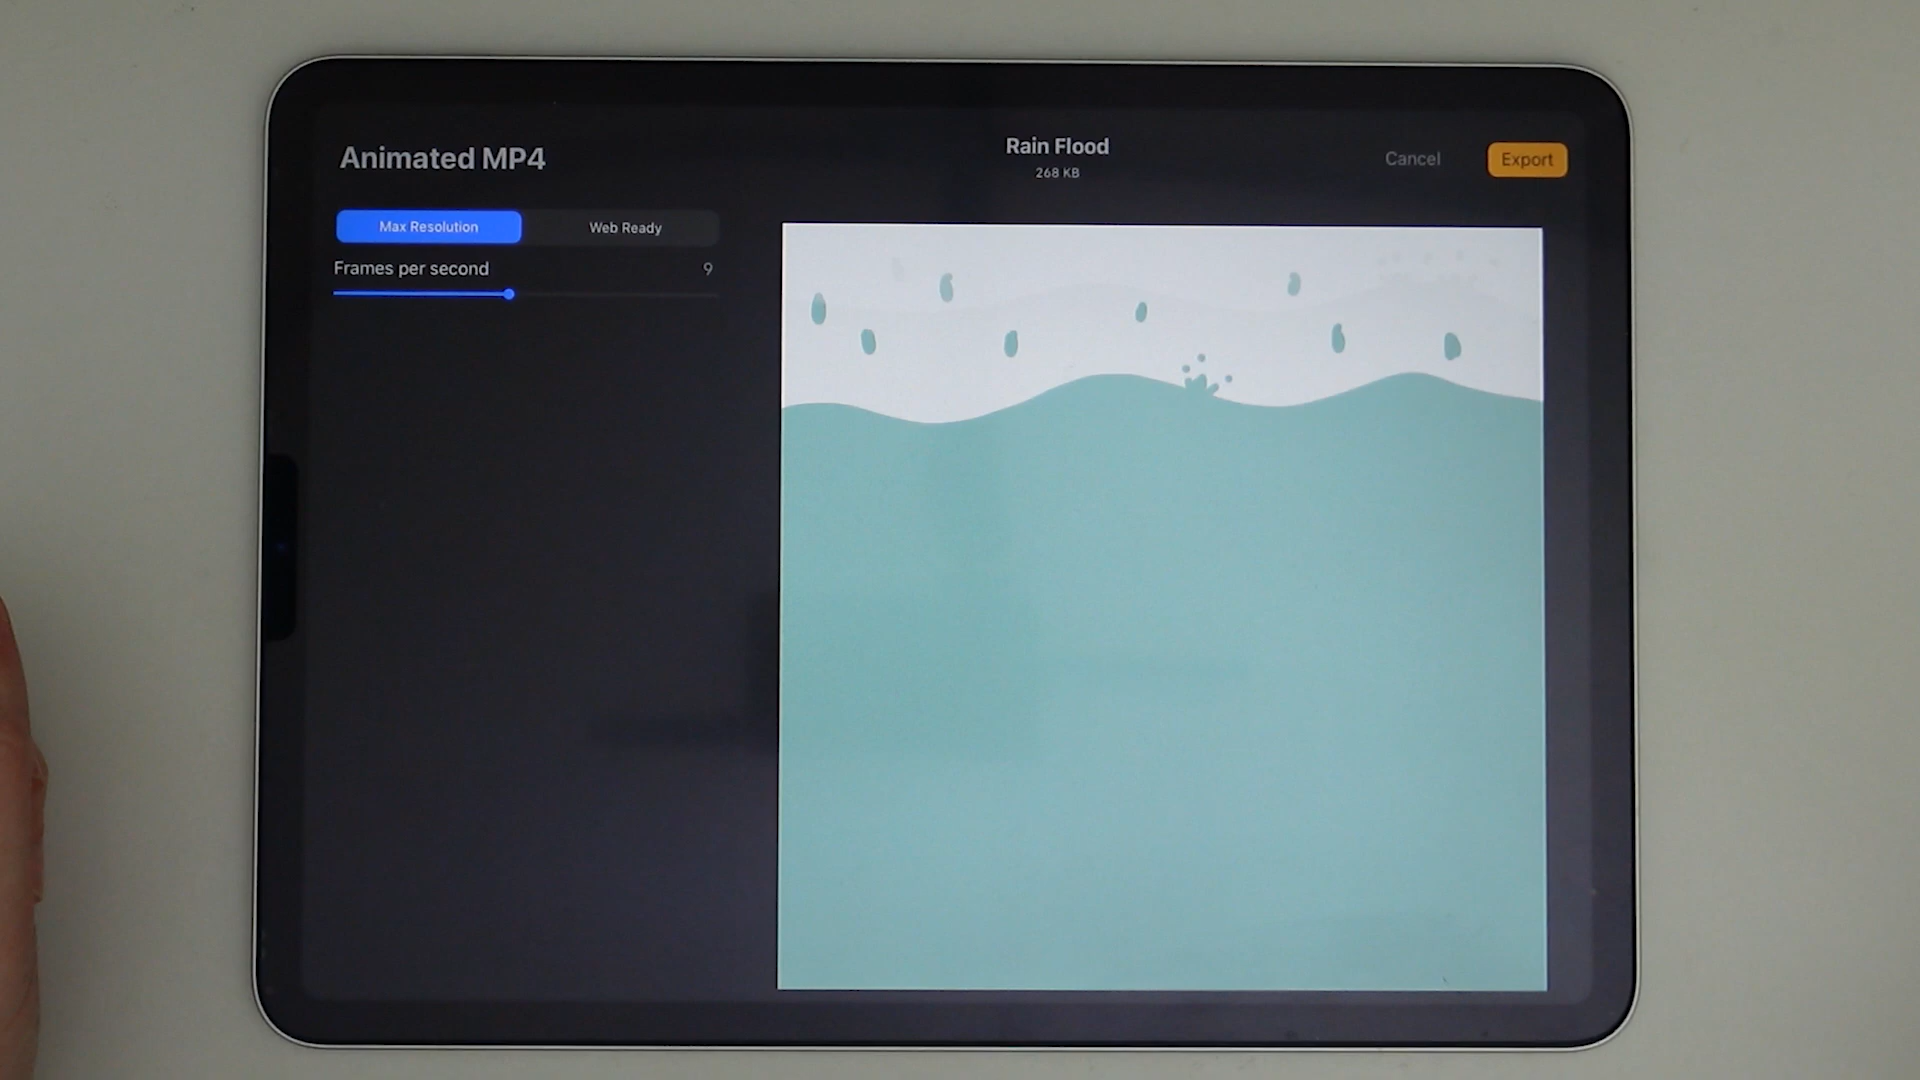 Animated MP4
Rain Flood
268 KB
Cancel
Export
Max Resolution
Web Ready
Frames per second
9